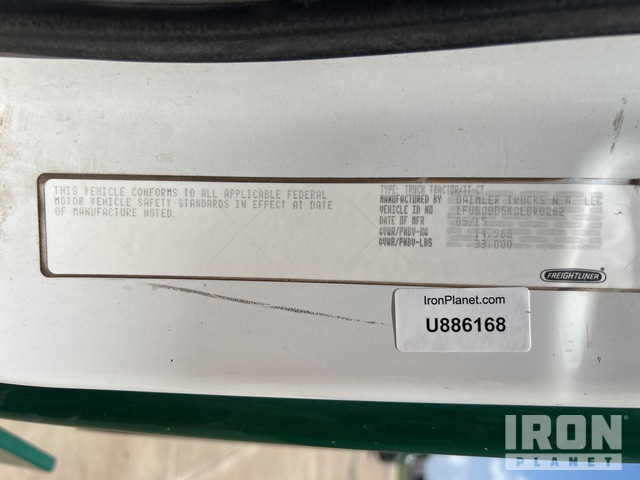 THIS VEHICLE CONFORMS TO ALL APPLICABLE FEDERAL
MOTOR VEHICLE SAFETY STANDARDS IN EFFECT AT DATE
OF MANUFACTURE NOTED.
TYPE: TRUCK TRACTOR/TT-CT
MANUFACTURED BY DAIMLER TRUCKS N.A. LLC
VEHICLE ID NO
DATE OF MFR 05/15
GVWR/PNBV-KG 14,968
GVWR/PNBV-LBS 33,000
FREIGHTLINER
IronPlanet.com
U886168
IRON
PLANET